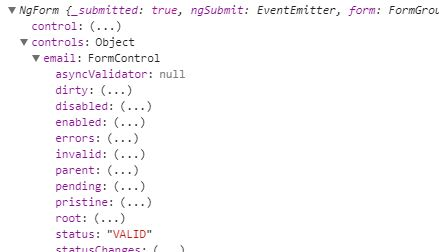 ▼ NgForm {_submitted: true, ngSubmit: EventEmitter, form: FormGrou
control: (...)
▼ controls: Object
▼ email: FormControl
asyncValidator: null
dirty: (...)
disabled: (...)
enabled: (...)
errors: (...)
invalid: (...)
parent: (...)
pending: (...)
pristine: (...)
root: (...)
status: "VALID"
statusChanges: (...)